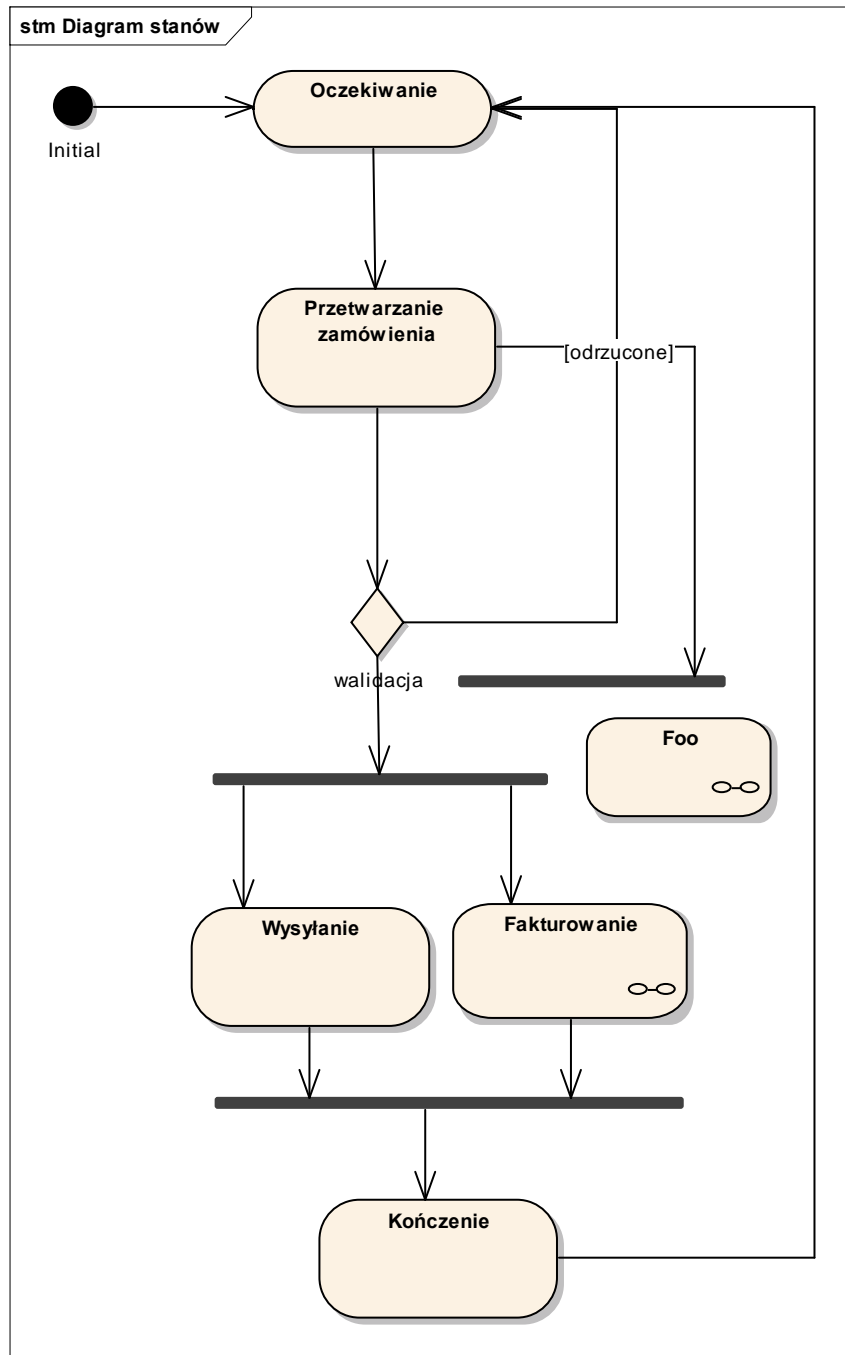 stm Diagram stanów
Oczekiwanie
Initial
Przetwarzanie
zamówienia
[odrzucone]
walidacja
Foo
Wysyłanie
Fakturowanie
Kończenie